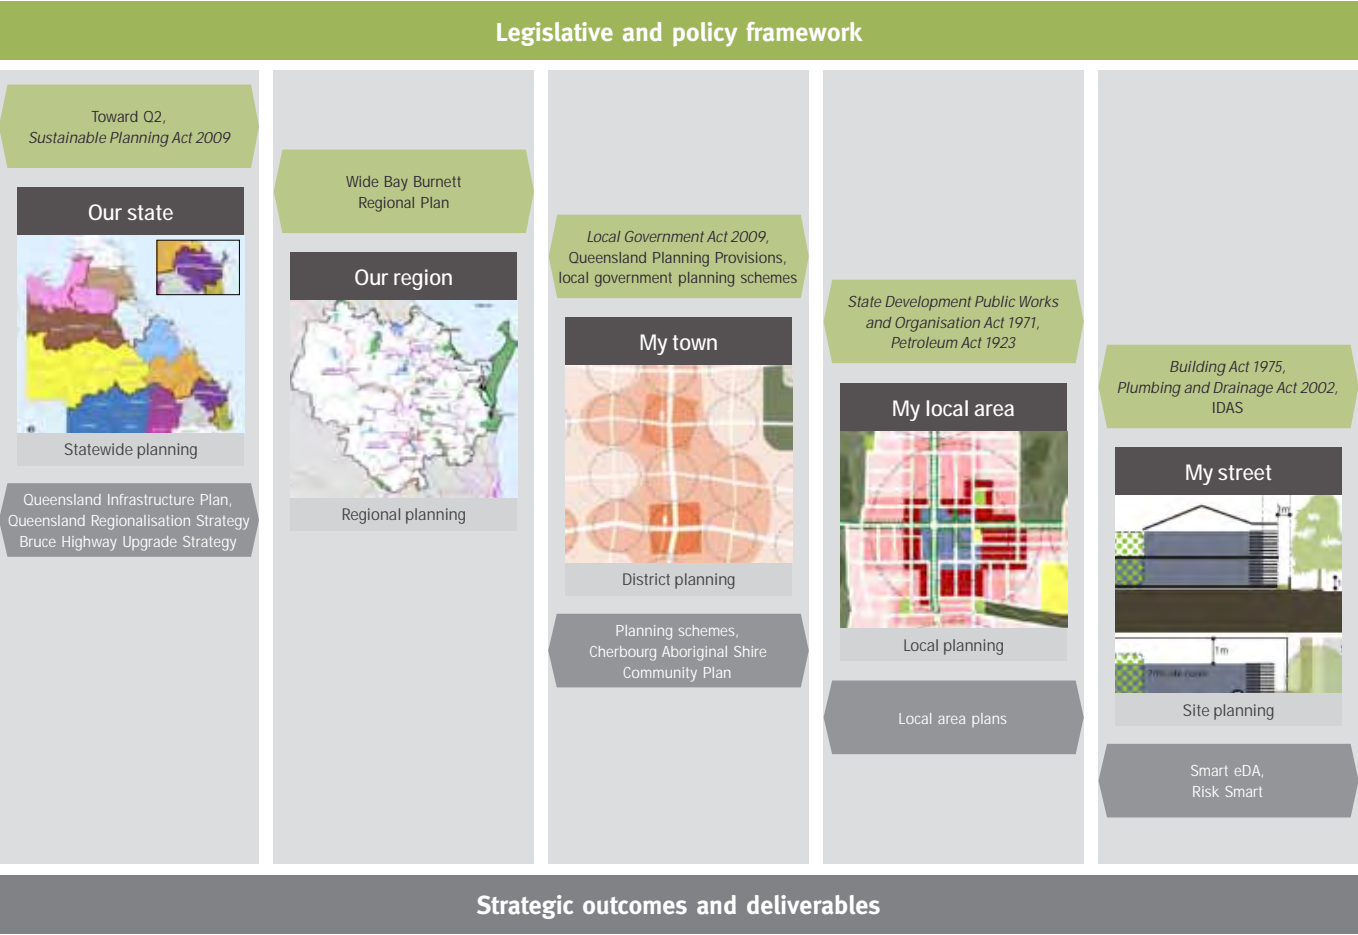 Legislative and policy framework
Toward Q2,
Sustainable Planning Act 2009
Our state
Statewide planning
Queensland Infrastructure Plan,
Queensland Regionalisation Strategy
Bruce Highway Upgrade Strategy
Wide Bay Burnett
Regional Plan
Our region
Regional planning
Local Government Act 2009,
Queensland Planning Provisions,
local government planning schemes
My town
District planning
Planning schemes,
Cherbourg Aboriginal Shire
Community Plan
State Development Public Works
and Organisation Act 1971,
Petroleum Act 1923
My local area
Local planning
Local area plans
Building Act 1975,
Plumbing and Drainage Act 2002,
IDAS
My street
1m
Site planning
Smart eDA,
Risk Smart
Strategic outcomes and deliverables